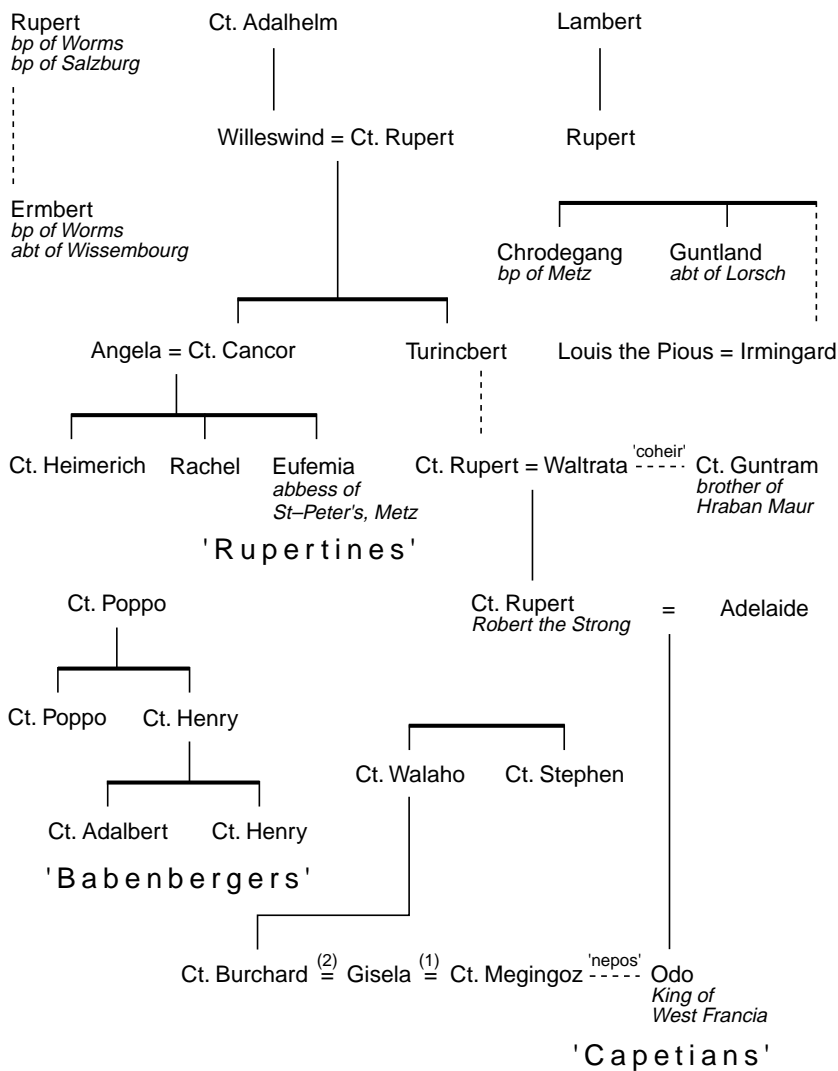 Rupert
bp of Worms
bp of Salzburg
Ct. Adalhelm
Lambert
Willeswind = Ct. Rupert
Rupert
Ermbert
bp of Worms
abt of Wissembourg
Chrodegang
bp of Metz
Guntland
abt of Lorsch
Angela = Ct. Cancor
Turincbert
Louis the Pious = Irmingard
Ct. Heimerich
Rachel
Eufemia
abbess of
St–Peter's, Metz
Ct. Rupert = Waltrata
'coheir'
Ct. Guntram
brother of
Hraban Maur
'Rupertines'
Ct. Poppo
Ct. Rupert
Robert the Strong
=
Adelaide
Ct. Poppo
Ct. Henry
Ct. Walaho
Ct. Stephen
Ct. Adalbert
Ct. Henry
'Babenbergers'
Ct. Burchard (2) = Gisela (1) = Ct. Megingoz 'nepos' Odo
King of
West Francia
'Capetians'